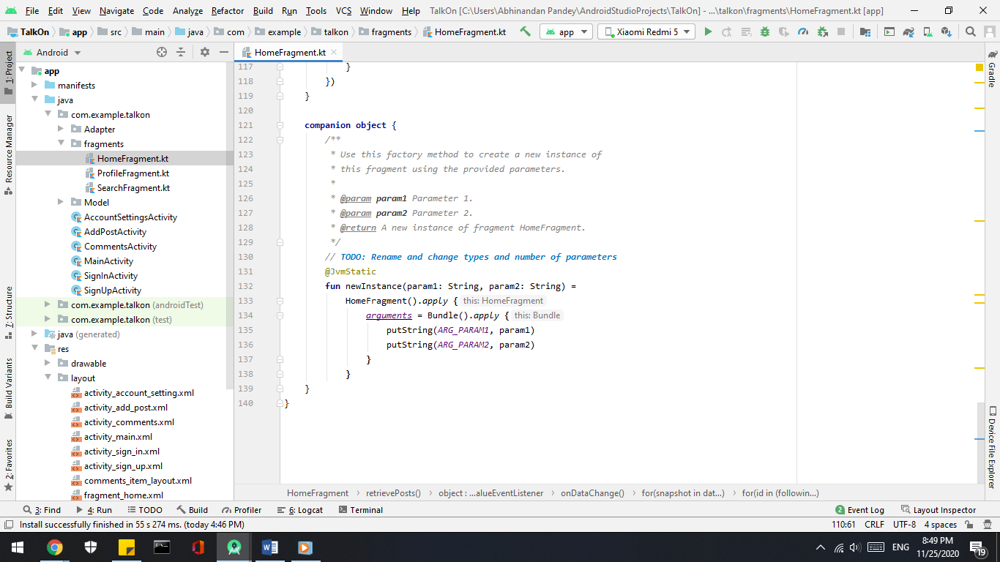 File Edit View Navigate Code Analyze Refactor Build Run Tools VCS Window Help TalkOn [C:\Users\Abhinandan Pandey\AndroidStudioProjects\TalkOn] - ...\talkon\fragments\HomeFragment.kt [app]
TalkOn app src main java com example talkon fragments HomeFragment.kt app Xiaomi Redmi 5
1: Project
Resource Manager
7: Structure
Build Variants
2: Favorites
Android
app
manifests
java
com.example.talkon
Adapter
fragments
HomeFragment.kt
ProfileFragment.kt
SearchFragment.kt
Model
AccountSettingsActivity
AddPostActivity
CommentsActivity
MainActivity
SignInActivity
SignUpActivity
com.example.talkon (androidTest)
com.example.talkon (test)
java (generated)
res
drawable
layout
activity_account_setting.xml
activity_add_post.xml
activity_comments.xml
activity_main.xml
activity_sign_in.xml
activity_sign_up.xml
comments_item_layout.xml
fragment_home.xml
HomeFragment.kt
117 }
118 })
119 }
120
121 companion object {
122 /**
123 * Use this factory method to create a new instance of
124 * this fragment using the provided parameters.
125 *
126 * @param param1 Parameter 1.
127 * @param param2 Parameter 2.
128 * @return A new instance of fragment HomeFragment.
129 */
130 // TODO: Rename and change types and number of parameters
131 @JvmStatic
132 fun newInstance(param1: String, param2: String) =
133 HomeFragment().apply { this: HomeFragment
134 arguments = Bundle().apply { this: Bundle
135 putString(ARG_PARAM1, param1)
136 putString(ARG_PARAM2, param2)
137 }
138 }
139 }
140 }
HomeFragment retrievePosts() object : ...alueEventListener onDataChange() for(snapshot in dat...) for(id in (followin...)
Gradle
Device File Explorer
3: Find 4: Run TODO Build Profiler 6: Logcat Terminal 2 Event Log Layout Inspector
Install successfully finished in 55 s 274 ms. (today 4:46 PM) 110:61 CRLF UTF-8 4 spaces
ENG 8:49 PM
11/25/2020 19